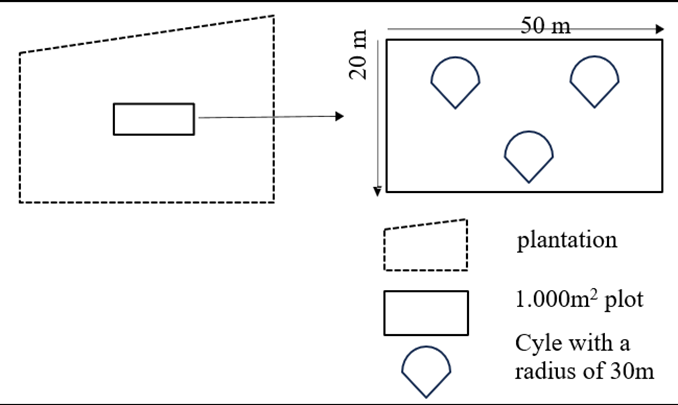 50 m
20 m
plantation
1.000m² plot
Cyle with a
radius of 30m